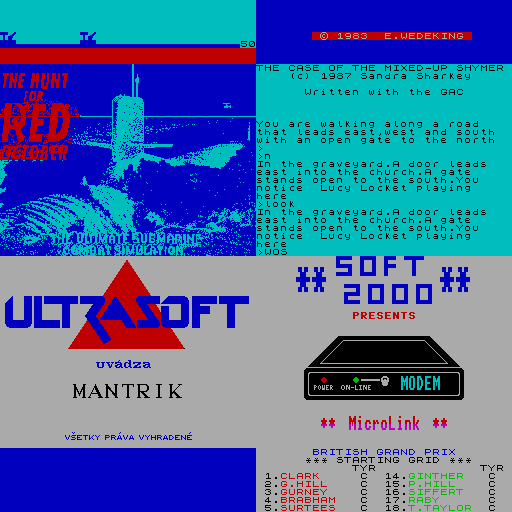 50
© 1983 E.WEDEKING
THE HUNT
FOR
RED
OCTOBER
THE ULTIMATE SUBMARINE
COMBAT SIMULATION
THE CASE OF THE MIXED-UP SHYMER
(c) 1987 Sandra Sharkey
Written with the GAC
You are walking along a road
that leads east,west and south
with an open gate to the north
>n
In the graveyard.A door leads
east into the church.A gate
stands open to the south.You
notice Lucy Locket playing
here
>look
In the graveyard.A door leads
east into the church.A gate
stands open to the south.You
notice Lucy Locket playing
here
>WOS
ULTRASOFT
uvádza
MANTRIK
VŠETKY PRÁVA VYHRADENÉ
** SOFT **
2000
PRESENTS
POWER ON-LINE MODEM
** MicroLink **
BRITISH GRAND PRIX
*** STARTING GRID ***
TYR TYR
1.CLARK C 14.GINTHER C
2.G.HILL C 15.P.HILL C
3.GURNEY C 16.SIFFERT C
4.BRABHAM C 17.RABY C
5.SURTEES C 18.T.TAYLOR C